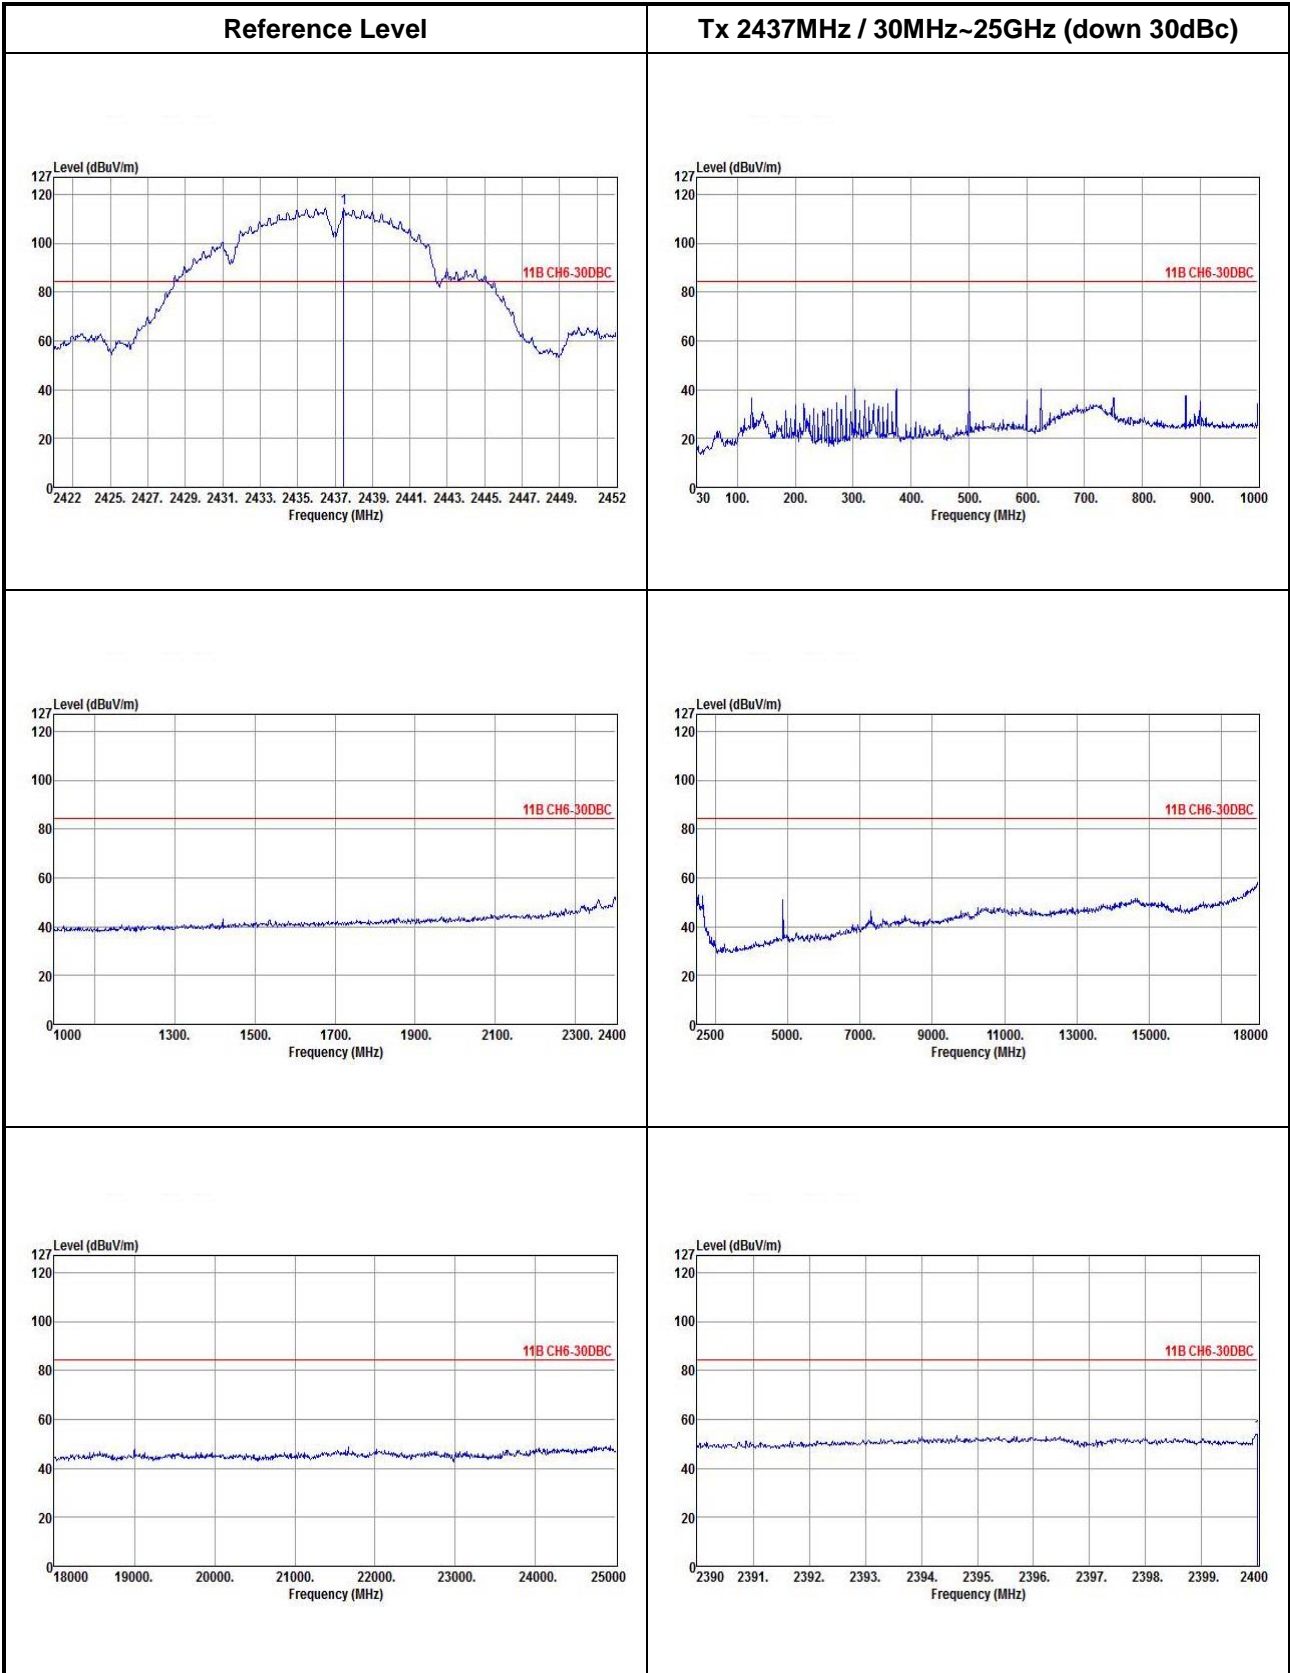 Reference Level
Tx 2437MHz / 30MHz~25GHz (down 30dBc)
Level (dBuV/m)
127
120
100
80
60
40
20
0
11B CH6-30DBC
1
2422 2425. 2427. 2429. 2431. 2433. 2435. 2437. 2439. 2441. 2443. 2445. 2447. 2449. 2452
Frequency (MHz)
Level (dBuV/m)
127
120
100
80
60
40
20
0
11B CH6-30DBC
30 100. 200. 300. 400. 500. 600. 700. 800. 900. 1000
Frequency (MHz)
Level (dBuV/m)
127
120
100
80
60
40
20
0
11B CH6-30DBC
1000 1300. 1500. 1700. 1900. 2100. 2300. 2400
Frequency (MHz)
Level (dBuV/m)
127
120
100
80
60
40
20
0
11B CH6-30DBC
2500 5000. 7000. 9000. 11000. 13000. 15000. 18000
Frequency (MHz)
Level (dBuV/m)
127
120
100
80
60
40
20
0
11B CH6-30DBC
18000 19000. 20000. 21000. 22000. 23000. 24000. 25000
Frequency (MHz)
Level (dBuV/m)
127
120
100
80
60
40
20
0
11B CH6-30DBC
2390 2391. 2392. 2393. 2394. 2395. 2396. 2397. 2398. 2399. 2400
Frequency (MHz)